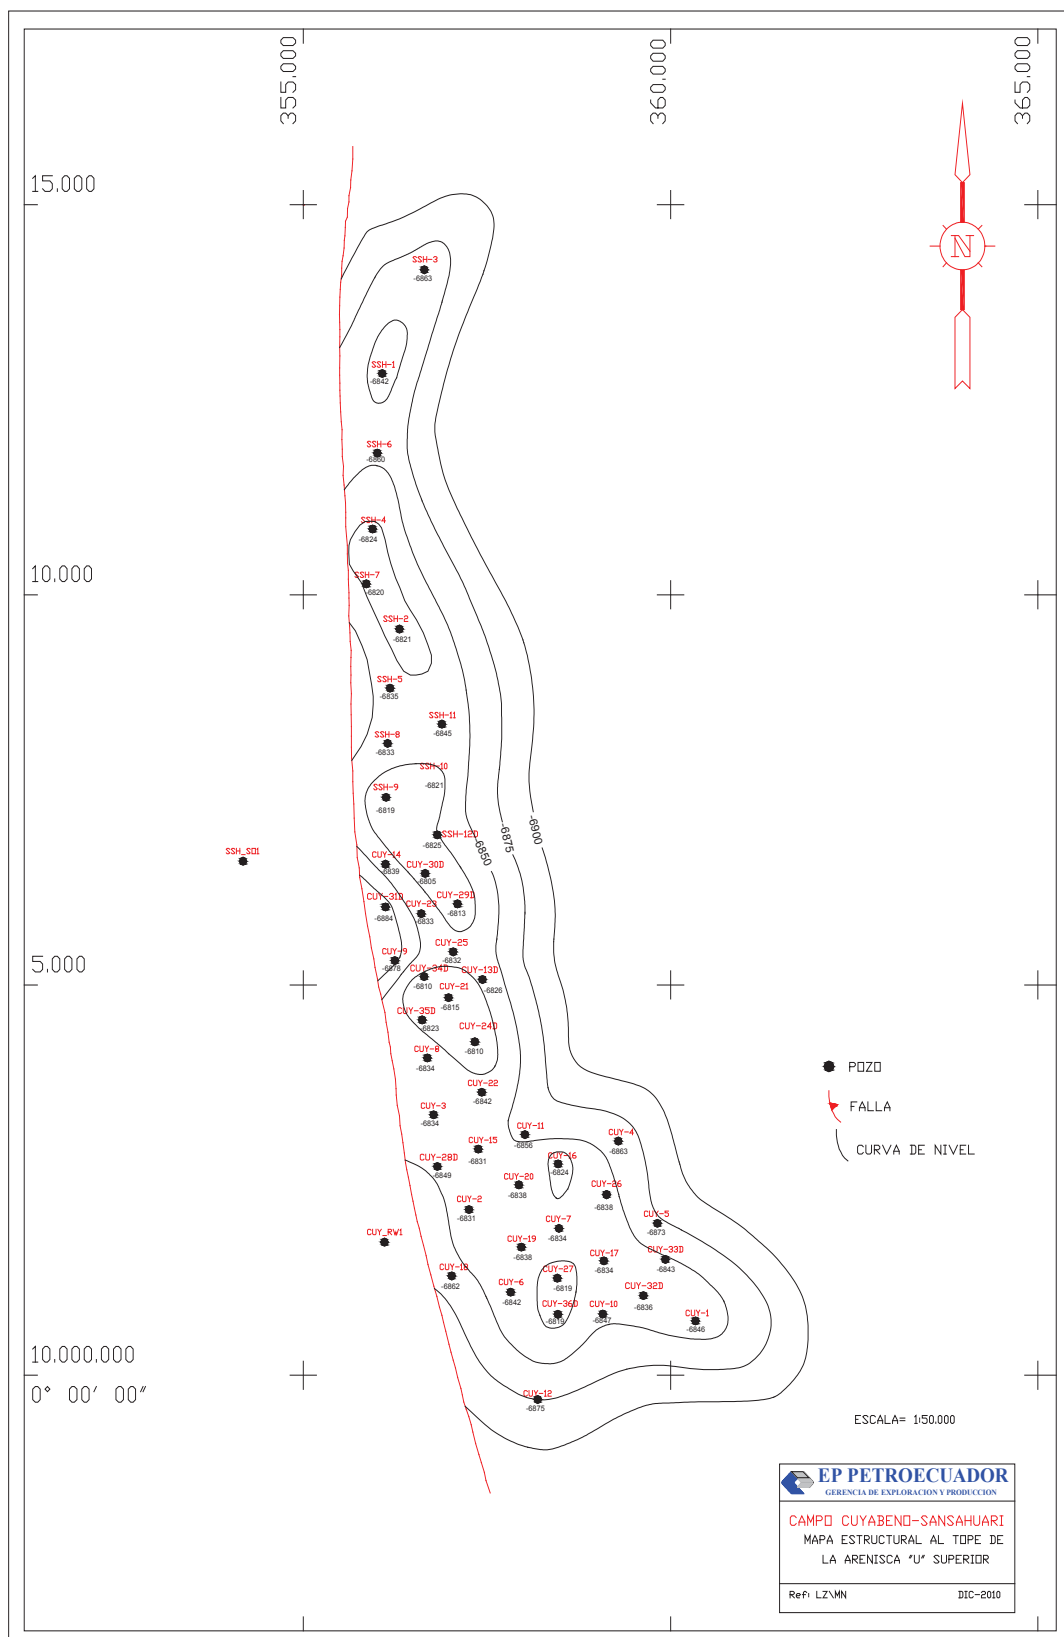 355.000
360.000
365.000
15.000
N
SSH-3
-6863
SSH-1
-6842
SSH-6
-6860
SSH-4
-6824
10.000
SSH-7
-6820
SSH-2
-6821
SSH-5
-6835
SSH-11
-6845
SSH-8
-6833
SSH-10
-6821
SSH-9
-6819
SSH-12D
-6825
-6850
-6875
-6900
SSH_SO1
CUY-14
-6839
CUY-30D
-6805
CUY-31D
-6884
CUY-23
-6833
CUY-29D
-6813
CUY-25
-6832
CUY-9
-6878
5.000
CUY-34D
-6810
CUY-13D
-6826
CUY-21
-6815
CUY-35D
-6823
CUY-24D
-6810
CUY-8
-6834
CUY-22
-6842
CUY-3
-6834
CUY-11
-6856
CUY-4
-6863
CUY-15
-6831
CUY-28D
-6849
CUY-16
-6824
CUY-20
-6838
CUY-26
-6838
CUY-2
-6831
CUY-7
-6834
CUY-5
-6873
CUY_RW1
CUY-19
-6838
CUY-17
-6834
CUY-33D
-6843
CUY-18
-6862
CUY-27
-6819
CUY-6
-6842
CUY-32D
-6836
CUY-36D
-6819
CUY-10
-6847
CUY-1
-6846
10.000.000
0° 00' 00"
CUY-12
-6875
POZO
FALLA
CURVA DE NIVEL
ESCALA= 1:50.000
EP PETROECUADOR
GERENCIA DE EXPLORACION Y PRODUCCION
CAMPO CUYABENO-SANSAHUARI
MAPA ESTRUCTURAL AL TOPE DE
LA ARENISCA "U" SUPERIOR
Ref: LZ\MN DIC-2010